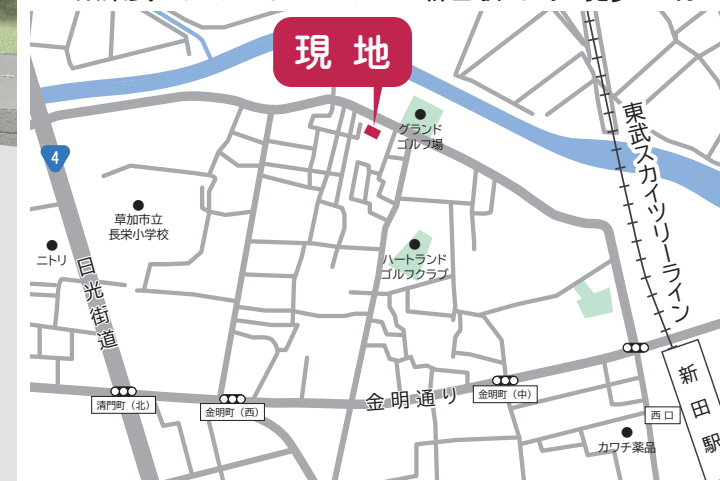 現 地
グランド
ゴルフ場
4
草加市立
長栄小学校
ニトリ
日光街道
ハートランド
ゴルフクラブ
東武スカイツリーライン
清門町（北）
金明町（西）
金明通り
金明町（中）
新田駅
西口
カワチ薬品